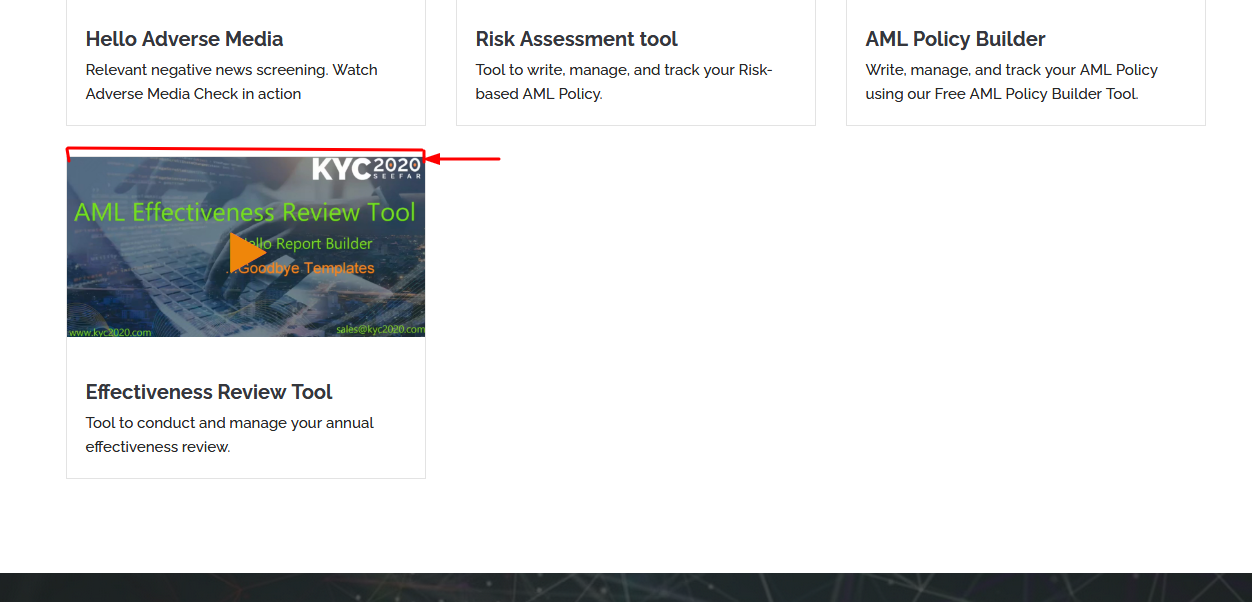 Hello Adverse Media
Relevant negative news screening. Watch
Adverse Media Check in action
Risk Assessment tool
Tool to write, manage, and track your Risk-
based AML Policy.
AML Policy Builder
Write, manage, and track your AML Policy
using our Free AML Policy Builder Tool.
KYC 2020
SEEFAR
AML Effectiveness Review Tool
Hello Report Builder
...Goodbye Templates
www.kyc2020.com
sales@kyc2020.com
Effectiveness Review Tool
Tool to conduct and manage your annual
effectiveness review.